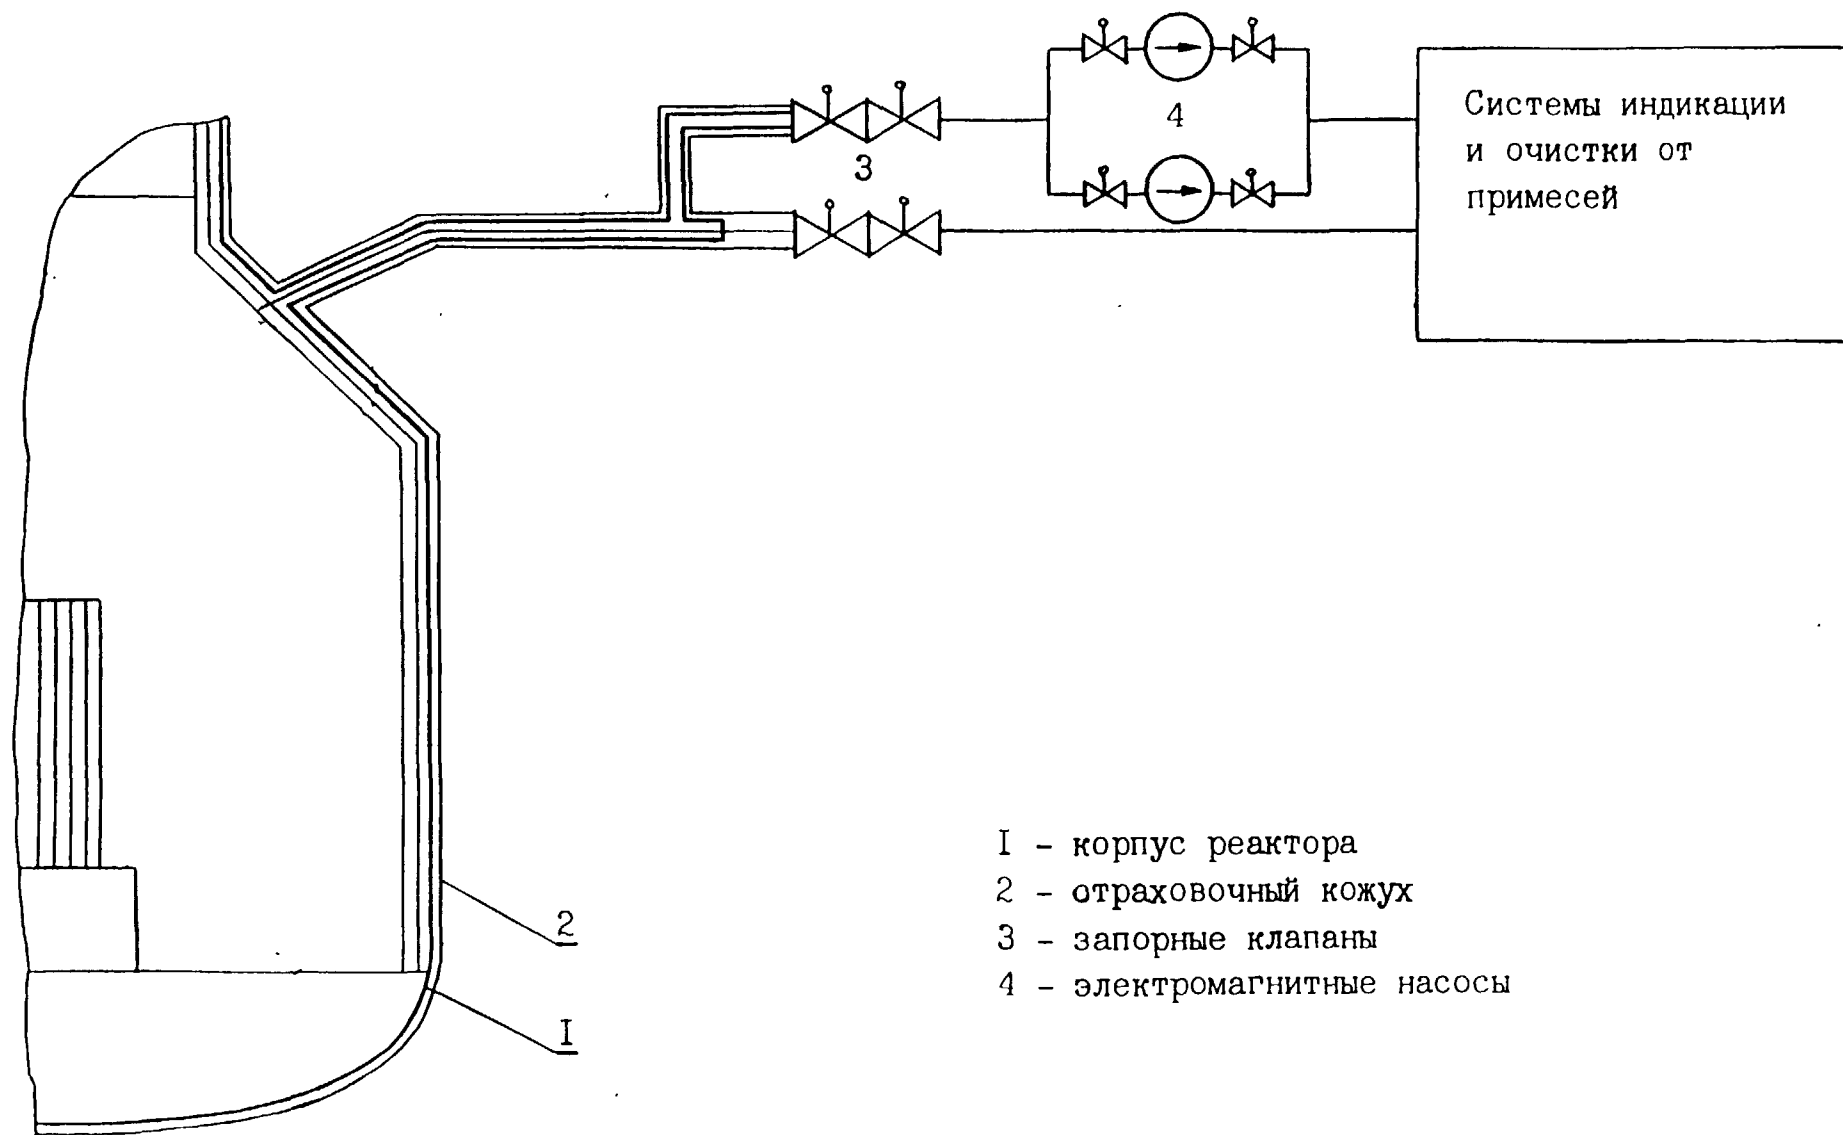 Системы индикации
и очистки от
примесей
4
3
2
I
I - корпус реактора
2 - отраховочный кожух
3 - запорные клапаны
4 - электромагнитные насосы